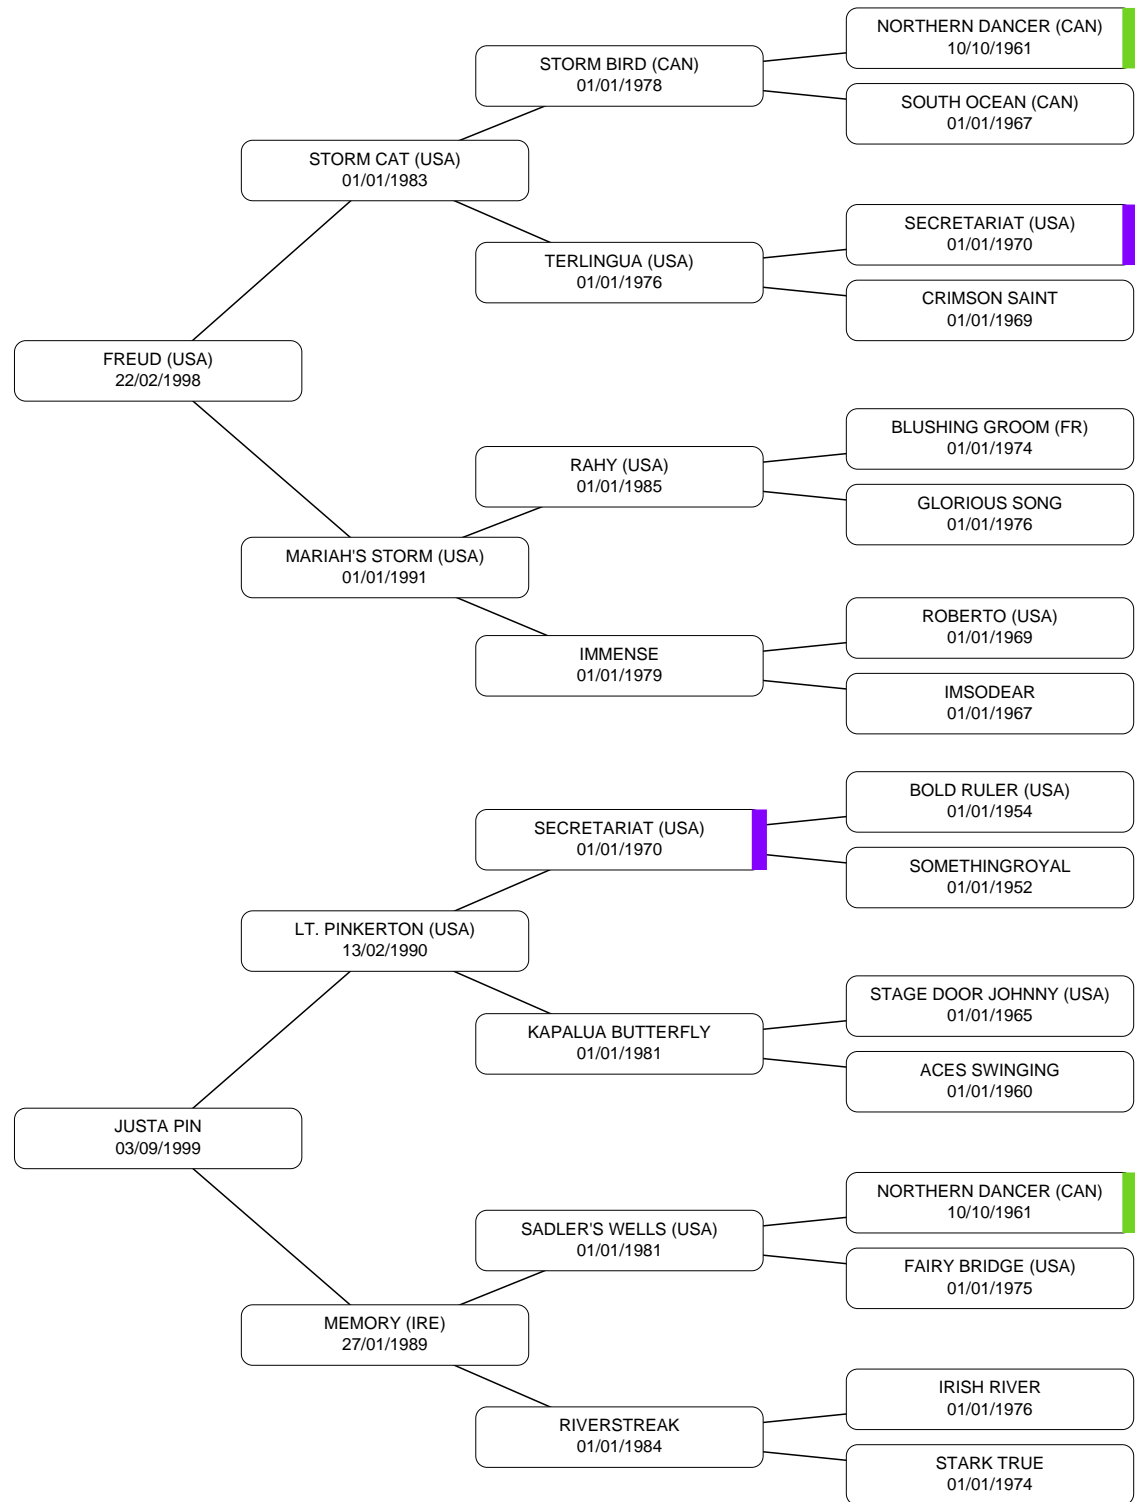 NORTHERN DANCER (CAN)
10/10/1961
STORM BIRD (CAN)
01/01/1978
SOUTH OCEAN (CAN)
01/01/1967
STORM CAT (USA)
01/01/1983
SECRETARIAT (USA)
01/01/1970
TERLINGUA (USA)
01/01/1976
CRIMSON SAINT
01/01/1969
FREUD (USA)
22/02/1998
BLUSHING GROOM (FR)
01/01/1974
RAHY (USA)
01/01/1985
GLORIOUS SONG
01/01/1976
MARIAH'S STORM (USA)
01/01/1991
ROBERTO (USA)
01/01/1969
IMMENSE
01/01/1979
IMSODEAR
01/01/1967
BOLD RULER (USA)
01/01/1954
SECRETARIAT (USA)
01/01/1970
SOMETHINGROYAL
01/01/1952
LT. PINKERTON (USA)
13/02/1990
STAGE DOOR JOHNNY (USA)
01/01/1965
KAPALUA BUTTERFLY
01/01/1981
ACES SWINGING
01/01/1960
JUSTA PIN
03/09/1999
NORTHERN DANCER (CAN)
10/10/1961
SADLER'S WELLS (USA)
01/01/1981
FAIRY BRIDGE (USA)
01/01/1975
MEMORY (IRE)
27/01/1989
IRISH RIVER
01/01/1976
RIVERSTREAK
01/01/1984
STARK TRUE
01/01/1974